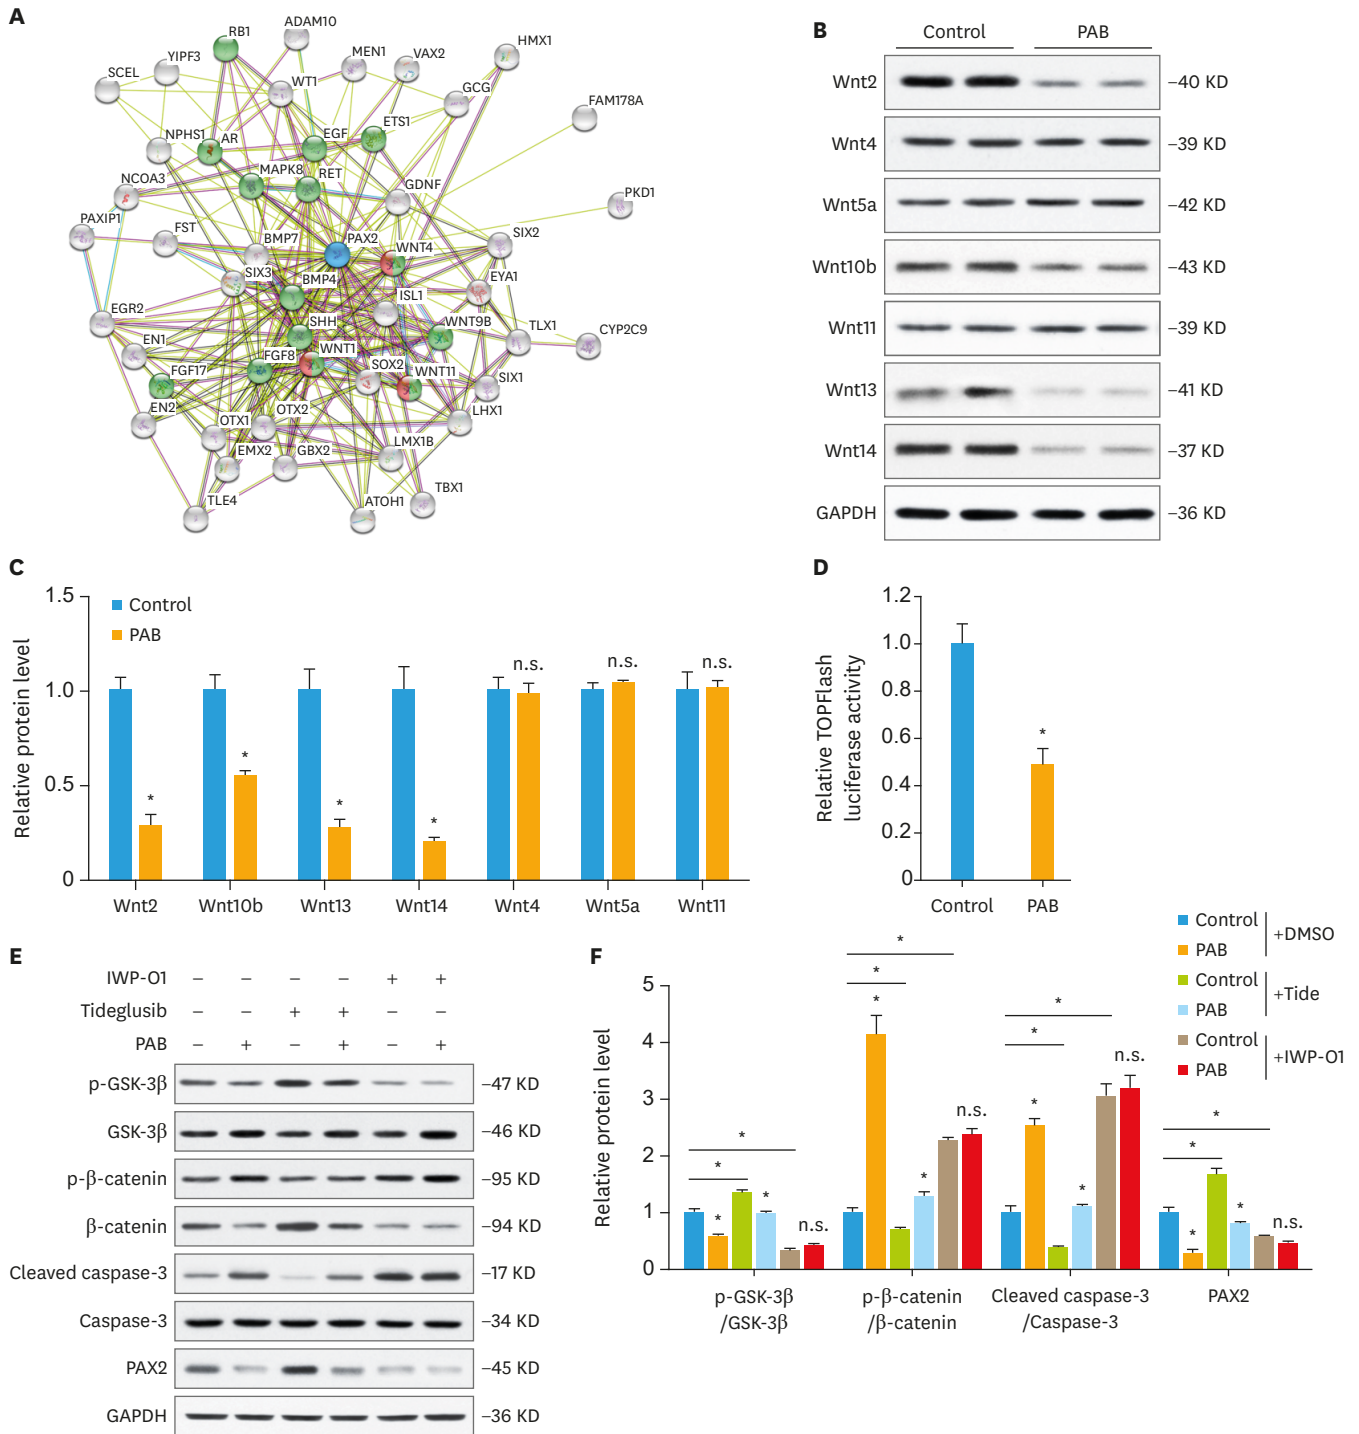 A
RB1
ADAM10
YIPF3
SCEL
WT1
MEN1
VAX2
HMX1
GCG
FAM178A
NPHS1
AR
EGF
ETS1
MAPK8
RET
NCOA3
GDNF
PKD1
PAXIP1
FST
BMP7
PAX2
WNT4
SIX2
SIX3
BMP4
EYA1
EGR2
ISL1
SHH
WNT9B
TLX1
CYP2C9
EN1
FGF8
WNT1
FGF17
SOX2
WNT11
SIX1
EN2
OTX1
OTX2
LHX1
EMX2
GBX2
LMX1B
TLE4
ATOH1
TBX1
B
Control PAB
Wnt2 –40 KD
Wnt4 –39 KD
Wnt5a –42 KD
Wnt10b –43 KD
Wnt11 –39 KD
Wnt13 –41 KD
Wnt14 –37 KD
GAPDH –36 KD
C
Relative protein level
1.5
1.0
0.5
0
Control
PAB
* * * * n.s. n.s. n.s.
Wnt2 Wnt10b Wnt13 Wnt14 Wnt4 Wnt5a Wnt11
D
Relative TOPFlash
luciferase activity
1.2
1.0
0.8
0.6
0.4
0.2
0
*
Control PAB
E
IWP-O1 – – – – + +
Tideglusib – – + + – –
PAB – + – + – +
p-GSK-3β –47 KD
GSK-3β –46 KD
p-β-catenin –95 KD
β-catenin –94 KD
Cleaved caspase-3 –17 KD
Caspase-3 –34 KD
PAX2 –45 KD
GAPDH –36 KD
F
Relative protein level
5
4
3
2
1
0
Control
PAB
+DMSO
Control
PAB
+Tide
Control
PAB
+IWP-O1
* * * * n.s.
* * * * n.s.
* * * * n.s.
* * * * n.s.
p-GSK-3β
/GSK-3β
p-β-catenin
/β-catenin
Cleaved caspase-3
/Caspase-3
PAX2